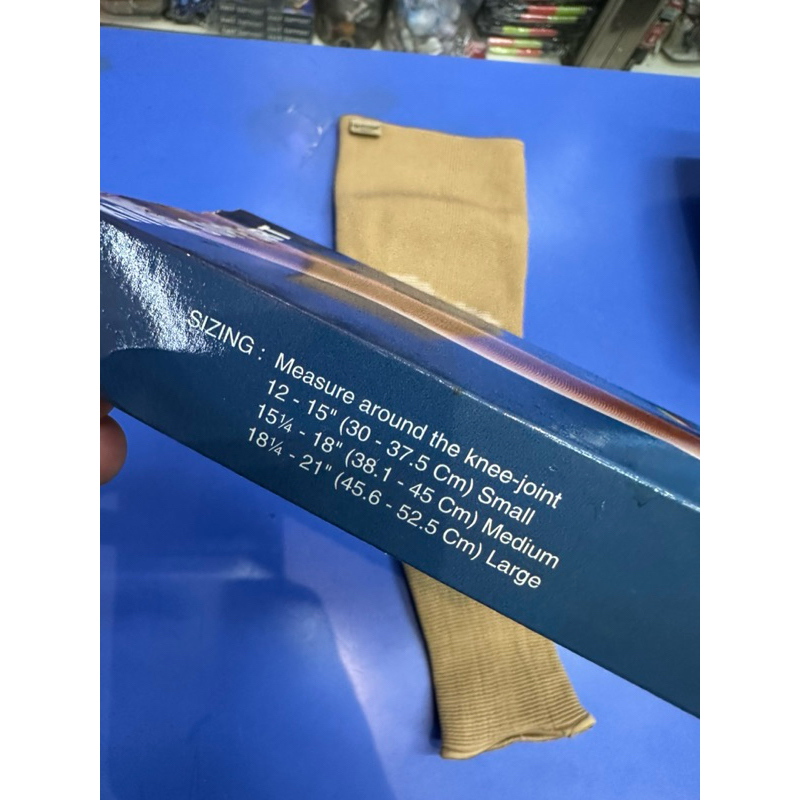 SIZING : Measure around the knee-joint
12 - 15" (30 - 37.5 Cm) Small
15¼ - 18" (38.1 - 45 Cm) Medium
18¼ - 21" (45.6 - 52.5 Cm) Large